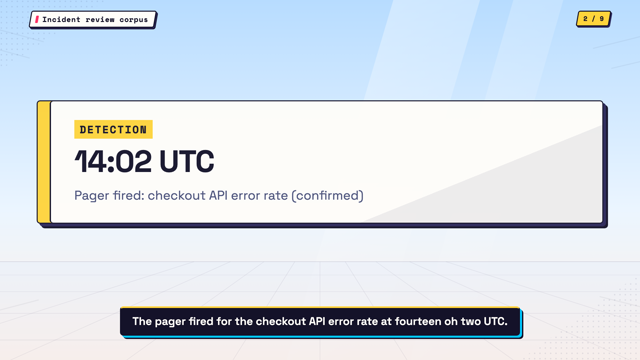 Incident review corpus
2 / 9
DETECTION
14:02 UTC
Pager fired: checkout API error rate (confirmed)
The pager fired for the checkout API error rate at fourteen oh two UTC.